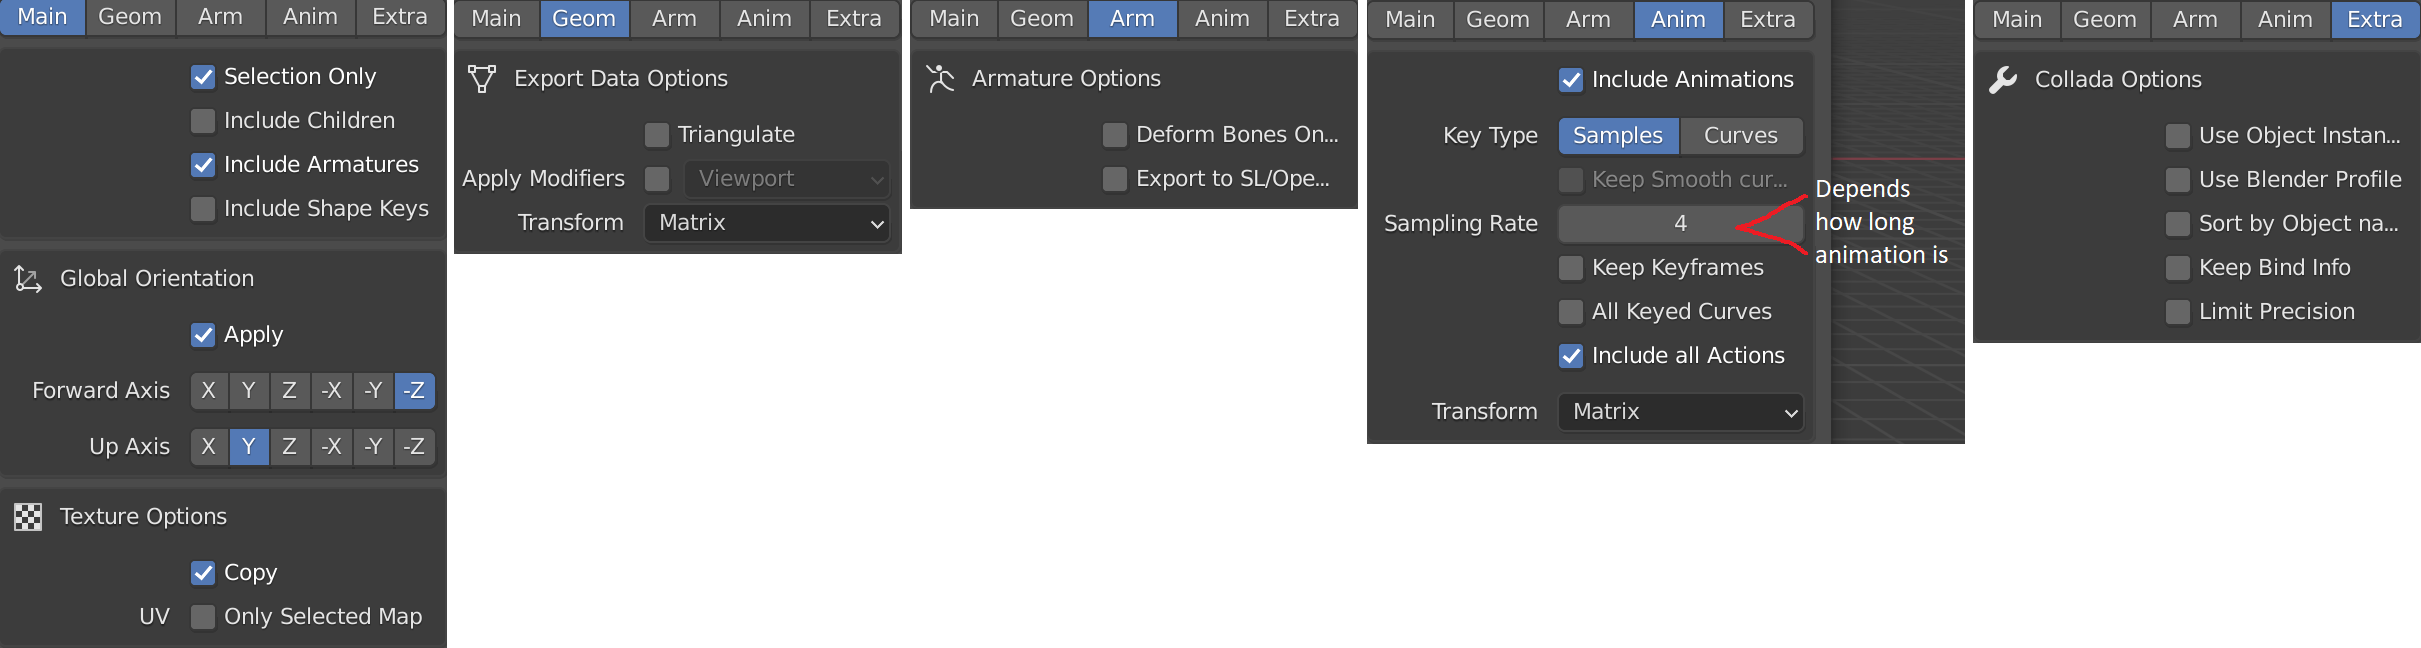 Main Geom Arm Anim Extra
Selection Only
Include Children
Include Armatures
Include Shape Keys
Global Orientation
Apply
Forward Axis X Y Z -X -Y -Z
Up Axis X Y Z -X -Y -Z
Texture Options
Copy
UV Only Selected Map
Main Geom Arm Anim Extra
Export Data Options
Triangulate
Apply Modifiers Viewport
Transform Matrix
Main Geom Arm Anim Extra
Armature Options
Deform Bones On...
Export to SL/Ope...
Main Geom Arm Anim Extra
Include Animations
Key Type Samples Curves
Keep Smooth cur...
Sampling Rate 4
Keep Keyframes
All Keyed Curves
Include all Actions
Transform Matrix
Depends
how long
animation is
Main Geom Arm Anim Extra
Collada Options
Use Object Instan...
Use Blender Profile
Sort by Object na...
Keep Bind Info
Limit Precision